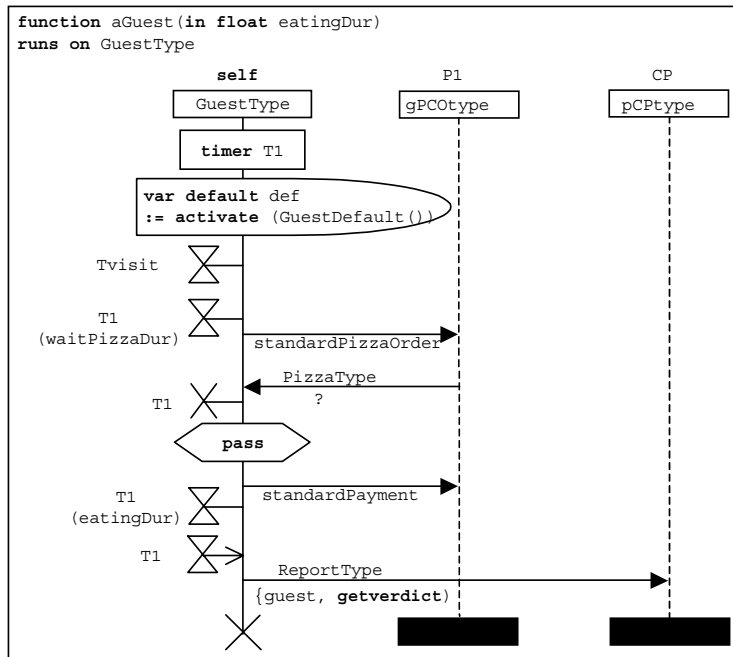 function aGuest(in float eatingDur)
runs on GuestType
self P1 CP
GuestType gPCOtype pCPtype
timer T1
var default def
:= activate (GuestDefault())
Tvisit
T1
(waitPizzaDur)
standardPizzaOrder
PizzaType
?
T1
pass
standardPayment
T1
(eatingDur)
T1
ReportType
{guest, getverdict)